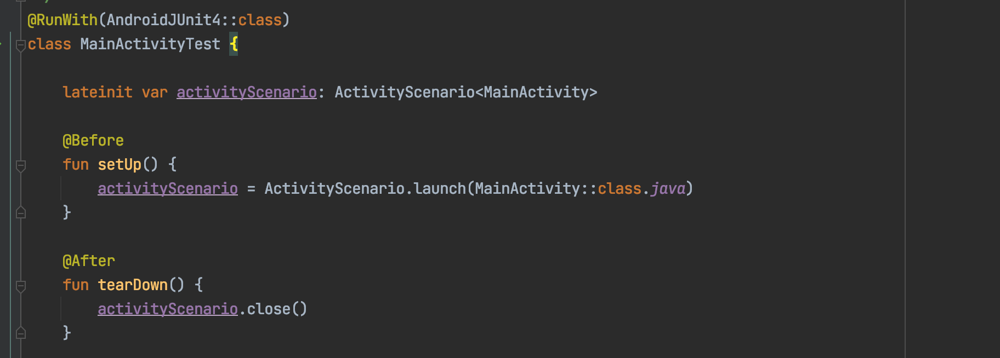 @RunWith(AndroidJUnit4::class)
class MainActivityTest {
lateinit var activityScenario: ActivityScenario<MainActivity>
@Before
fun setUp() {
activityScenario = ActivityScenario.launch(MainActivity::class.java)
}
@After
fun tearDown() {
activityScenario.close()
}